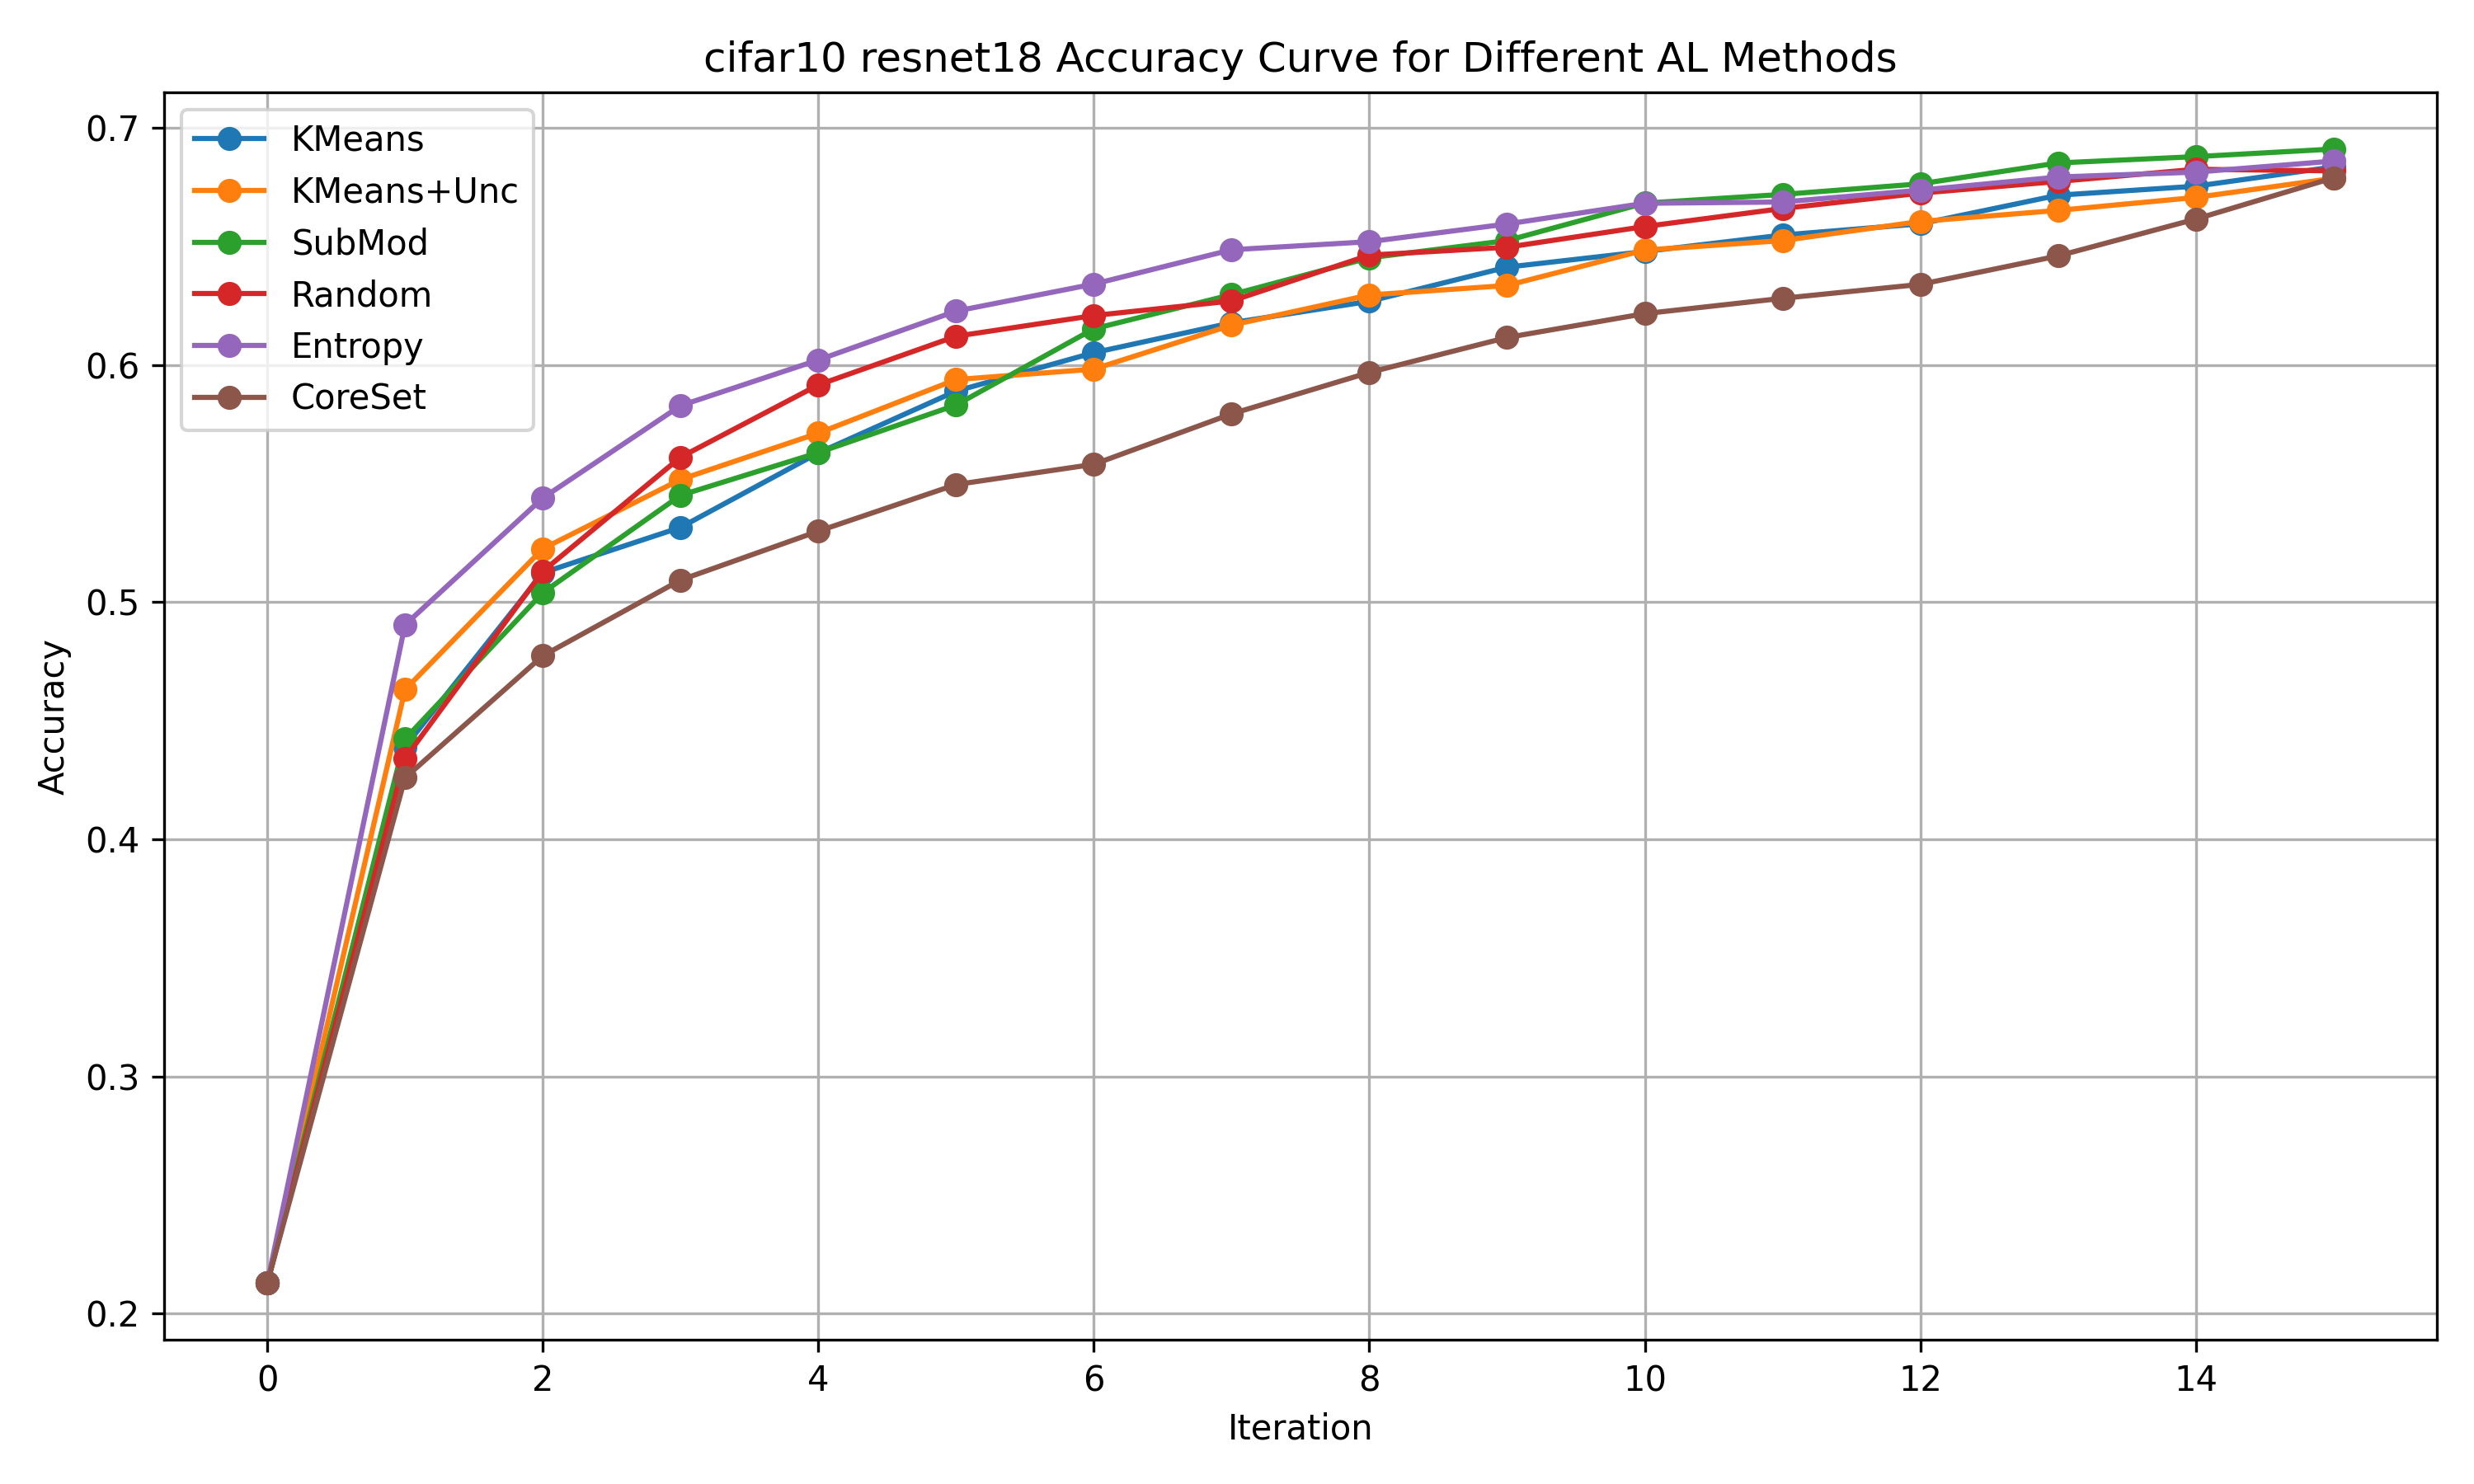 cifar10 resnet18 Accuracy Curve for Different AL Methods
KMeans
KMeans+Unc
SubMod
Random
Entropy
CoreSet
0.7
0.6
0.5
0.4
0.3
0.2
Accuracy
0 2 4 6 8 10 12 14
Iteration